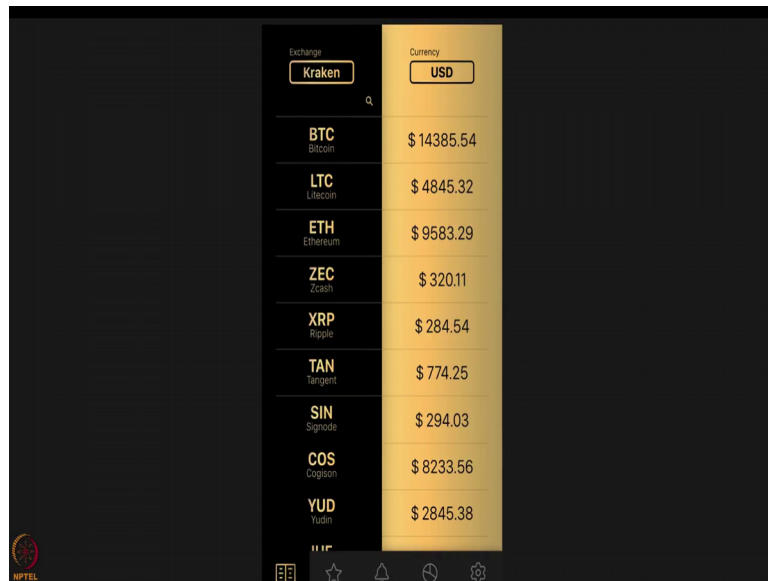 Exchange Currency
Kraken USD
BTC $ 14385.54
Bitcoin
LTC $ 4845.32
Litecoin
ETH $ 9583.29
Ethereum
ZEC $ 320.11
Zcash
XRP $ 284.54
Ripple
TAN $ 774.25
Tangent
SIN $ 294.03
Signode
COS $ 8233.56
Cogison
YUD $ 2845.38
Yudin
NPTEL